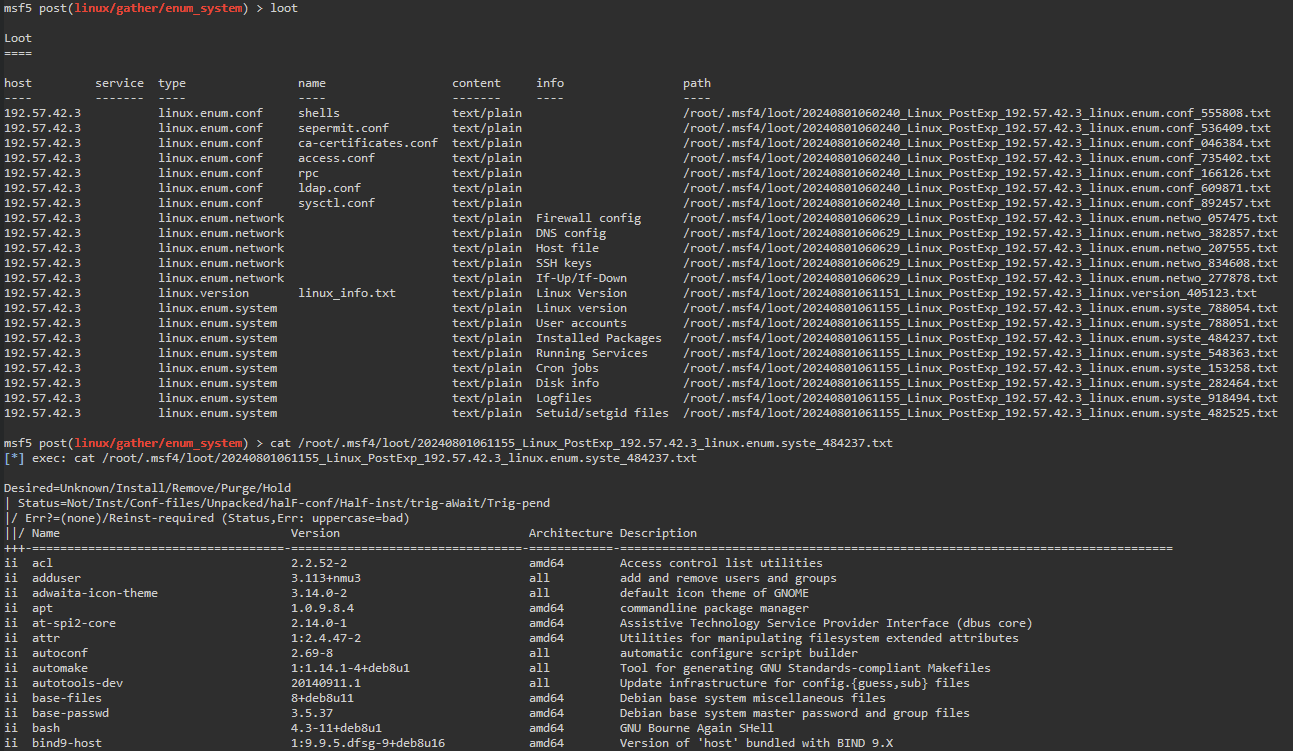 msf5 post(linux/gather/enum_system) > loot
Loot
====
host service type name content info path
---- ------- ---- ---- ------- ---- ----
192.57.42.3 linux.enum.conf shells text/plain /root/.msf4/loot/20240801060240_Linux_PostExp_192.57.42.3_linux.enum.conf_555808.txt
192.57.42.3 linux.enum.conf sepermit.conf text/plain /root/.msf4/loot/20240801060240_Linux_PostExp_192.57.42.3_linux.enum.conf_536409.txt
192.57.42.3 linux.enum.conf ca-certificates.conf text/plain /root/.msf4/loot/20240801060240_Linux_PostExp_192.57.42.3_linux.enum.conf_046384.txt
192.57.42.3 linux.enum.conf access.conf text/plain /root/.msf4/loot/20240801060240_Linux_PostExp_192.57.42.3_linux.enum.conf_735402.txt
192.57.42.3 linux.enum.conf rpc text/plain /root/.msf4/loot/20240801060240_Linux_PostExp_192.57.42.3_linux.enum.conf_166126.txt
192.57.42.3 linux.enum.conf ldap.conf text/plain /root/.msf4/loot/20240801060240_Linux_PostExp_192.57.42.3_linux.enum.conf_609871.txt
192.57.42.3 linux.enum.conf sysctl.conf text/plain /root/.msf4/loot/20240801060240_Linux_PostExp_192.57.42.3_linux.enum.conf_892457.txt
192.57.42.3 linux.enum.network text/plain Firewall config /root/.msf4/loot/20240801060629_Linux_PostExp_192.57.42.3_linux.enum.netwo_057475.txt
192.57.42.3 linux.enum.network text/plain DNS config /root/.msf4/loot/20240801060629_Linux_PostExp_192.57.42.3_linux.enum.netwo_382857.txt
192.57.42.3 linux.enum.network text/plain Host file /root/.msf4/loot/20240801060629_Linux_PostExp_192.57.42.3_linux.enum.netwo_207555.txt
192.57.42.3 linux.enum.network text/plain SSH keys /root/.msf4/loot/20240801060629_Linux_PostExp_192.57.42.3_linux.enum.netwo_834608.txt
192.57.42.3 linux.enum.network text/plain If-Up/If-Down /root/.msf4/loot/20240801060629_Linux_PostExp_192.57.42.3_linux.enum.netwo_277878.txt
192.57.42.3 linux.version linux_info.txt text/plain Linux Version /root/.msf4/loot/20240801061151_Linux_PostExp_192.57.42.3_linux.version_405123.txt
192.57.42.3 linux.enum.system text/plain Linux version /root/.msf4/loot/20240801061155_Linux_PostExp_192.57.42.3_linux.enum.syste_788054.txt
192.57.42.3 linux.enum.system text/plain User accounts /root/.msf4/loot/20240801061155_Linux_PostExp_192.57.42.3_linux.enum.syste_788051.txt
192.57.42.3 linux.enum.system text/plain Installed Packages /root/.msf4/loot/20240801061155_Linux_PostExp_192.57.42.3_linux.enum.syste_484237.txt
192.57.42.3 linux.enum.system text/plain Running Services /root/.msf4/loot/20240801061155_Linux_PostExp_192.57.42.3_linux.enum.syste_548363.txt
192.57.42.3 linux.enum.system text/plain Cron jobs /root/.msf4/loot/20240801061155_Linux_PostExp_192.57.42.3_linux.enum.syste_153258.txt
192.57.42.3 linux.enum.system text/plain Disk info /root/.msf4/loot/20240801061155_Linux_PostExp_192.57.42.3_linux.enum.syste_282464.txt
192.57.42.3 linux.enum.system text/plain Logfiles /root/.msf4/loot/20240801061155_Linux_PostExp_192.57.42.3_linux.enum.syste_918494.txt
192.57.42.3 linux.enum.system text/plain Setuid/setgid files /root/.msf4/loot/20240801061155_Linux_PostExp_192.57.42.3_linux.enum.syste_482525.txt
msf5 post(linux/gather/enum_system) > cat /root/.msf4/loot/20240801061155_Linux_PostExp_192.57.42.3_linux.enum.syste_484237.txt
[*] exec: cat /root/.msf4/loot/20240801061155_Linux_PostExp_192.57.42.3_linux.enum.syste_484237.txt
Desired=Unknown/Install/Remove/Purge/Hold
| Status=Not/Inst/Conf-files/Unpacked/halF-conf/Half-inst/trig-aWait/Trig-pend
|/ Err?=(none)/Reinst-required (Status,Err: uppercase=bad)
||/ Name Version Architecture Description
+++-====================================-=================================-============-===============================================================================
ii acl 2.2.52-2 amd64 Access control list utilities
ii adduser 3.113+nmu3 all add and remove users and groups
ii adwaita-icon-theme 3.14.0-2 all default icon theme of GNOME
ii apt 1.0.9.8.4 amd64 commandline package manager
ii at-spi2-core 2.14.0-1 amd64 Assistive Technology Service Provider Interface (dbus core)
ii attr 1:2.4.47-2 amd64 Utilities for manipulating filesystem extended attributes
ii autoconf 2.69-8 all automatic configure script builder
ii automake 1:1.14.1-4+deb8u1 all Tool for generating GNU Standards-compliant Makefiles
ii autotools-dev 20140911.1 all Update infrastructure for config.{guess,sub} files
ii base-files 8+deb8u11 amd64 Debian base system miscellaneous files
ii base-passwd 3.5.37 amd64 Debian base system master password and group files
ii bash 4.3-11+deb8u1 amd64 GNU Bourne Again SHell
ii bind9-host 1:9.9.5.dfsg-9+deb8u16 amd64 Version of 'host' bundled with BIND 9.X